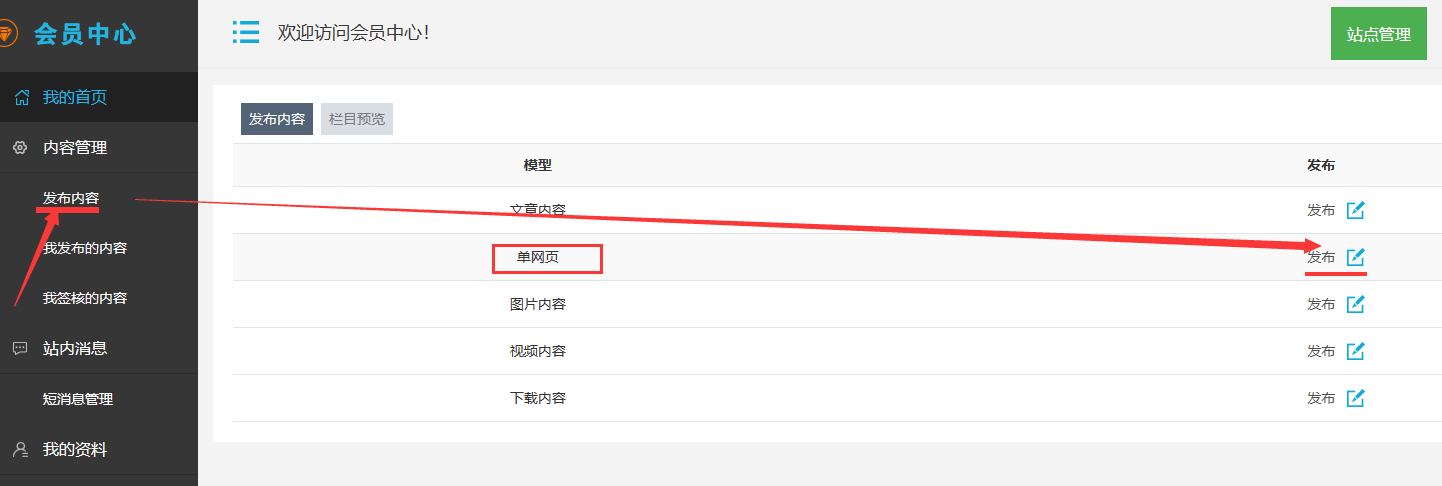 会员中心
欢迎访问会员中心！
站点管理
我的首页
内容管理
发布内容
我发布的内容
我签核的内容
站内消息
短消息管理
我的资料
发布内容 栏目预览
模型 发布
文章内容 发布
单网页 发布
图片内容 发布
视频内容 发布
下载内容 发布